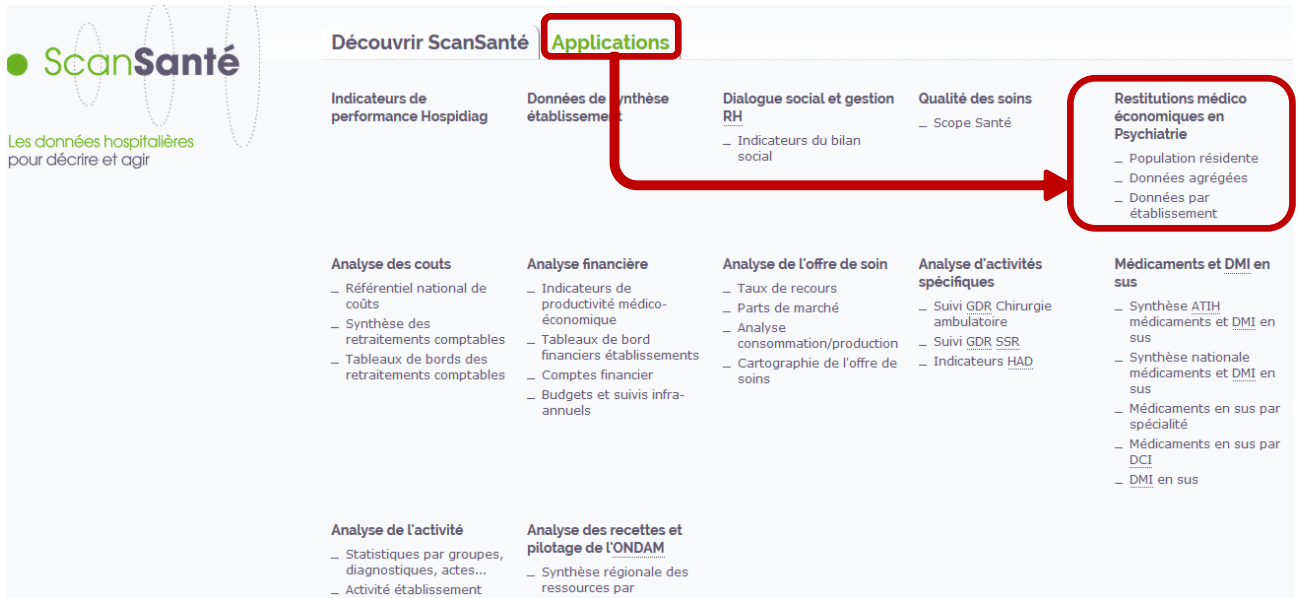 ScanSanté
Les données hospitalières
pour décrire et agir
Découvrir ScanSanté
Applications
Indicateurs de
performance Hospidiag
Données de synthèse
établissement
Dialogue social et gestion
RH
_ Indicateurs du bilan
social
Qualité des soins
_ Scope Santé
Restitutions médico
économiques en
Psychiatrie
_ Population résidente
_ Données agrégées
_ Données par
établissement
Analyse des couts
_ Référentiel national de
coûts
_ Synthèse des
retraitements comptables
_ Tableaux de bords des
retraitements comptables
Analyse financière
_ Indicateurs de
productivité médico-
économique
_ Tableaux de bord
financiers établissements
_ Comptes financier
_ Budgets et suivis infra-
annuels
Analyse de l'offre de soin
_ Taux de recours
_ Parts de marché
_ Analyse
consommation/production
_ Cartographie de l'offre de
soins
Analyse d'activités
spécifiques
_ Suivi GDR Chirurgie
ambulatoire
_ Suivi GDR SSR
_ Indicateurs HAD
Médicaments et DMI en
sus
_ Synthèse ATIH
médicaments et DMI en
sus
_ Synthèse nationale
médicaments et DMI en
sus
_ Médicaments en sus par
spécialité
_ Médicaments en sus par
DCI
_ DMI en sus
Analyse de l'activité
_ Statistiques par groupes,
diagnostiques, actes...
_ Activité établissement
Analyse des recettes et
pilotage de l'ONDAM
_ Synthèse régionale des
ressources par